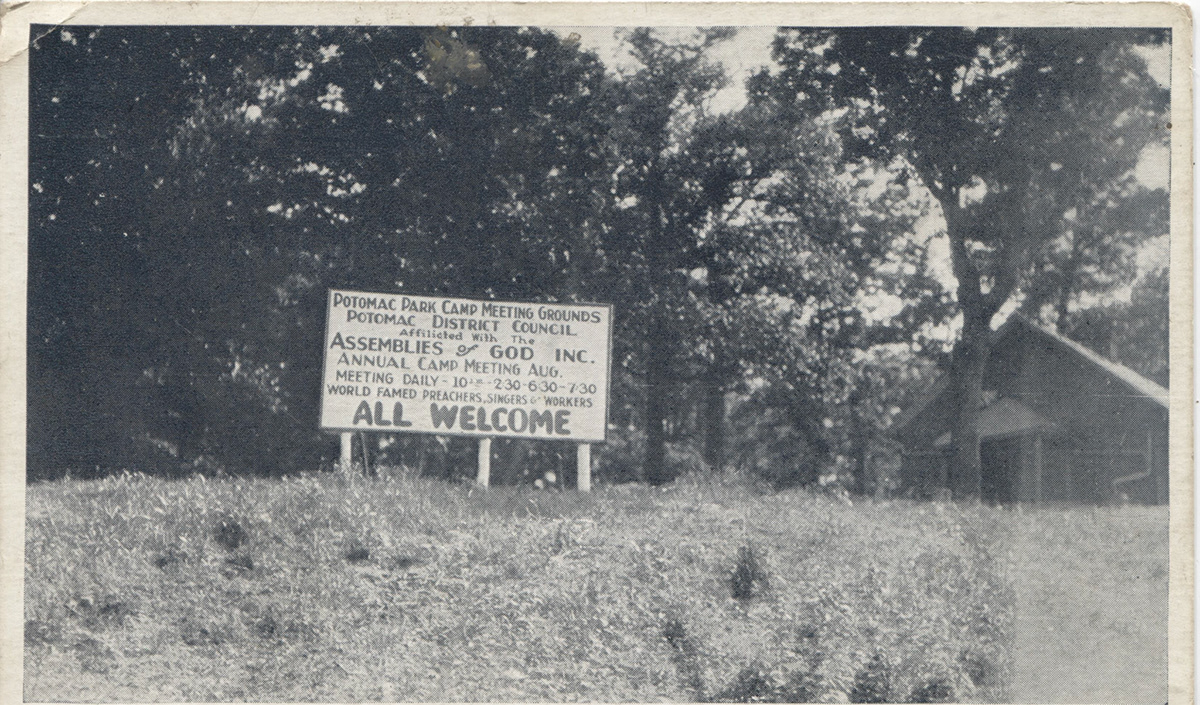 POTOMAC PARK CAMP MEETING GROUNDS
POTOMAC DISTRICT COUNCIL
Affiliated With The
ASSEMBLIES of GOD INC.
ANNUAL CAMP MEETING AUG.
MEETING DAILY - 10 - 2:30 - 6:30 - 7:30
WORLD FAMED PREACHERS, SINGERS & WORKERS
ALL WELCOME